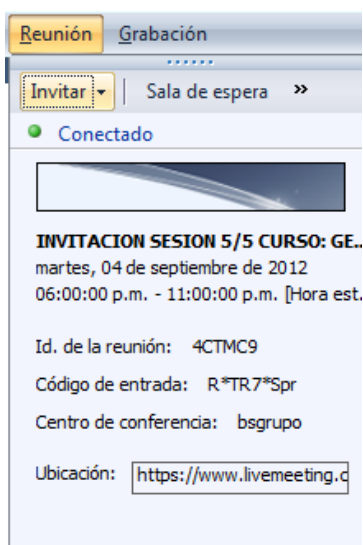 Reunión Grabación
Invitar Sala de espera »
Conectado
INVITACION SESION 5/5 CURSO: GE..
martes, 04 de septiembre de 2012
06:00:00 p.m. - 11:00:00 p.m. [Hora est.
Id. de la reunión: 4CTMC9
Código de entrada: R*TR7*Spr
Centro de conferencia: bsgrupo
Ubicación: https://www.livemeeting.c